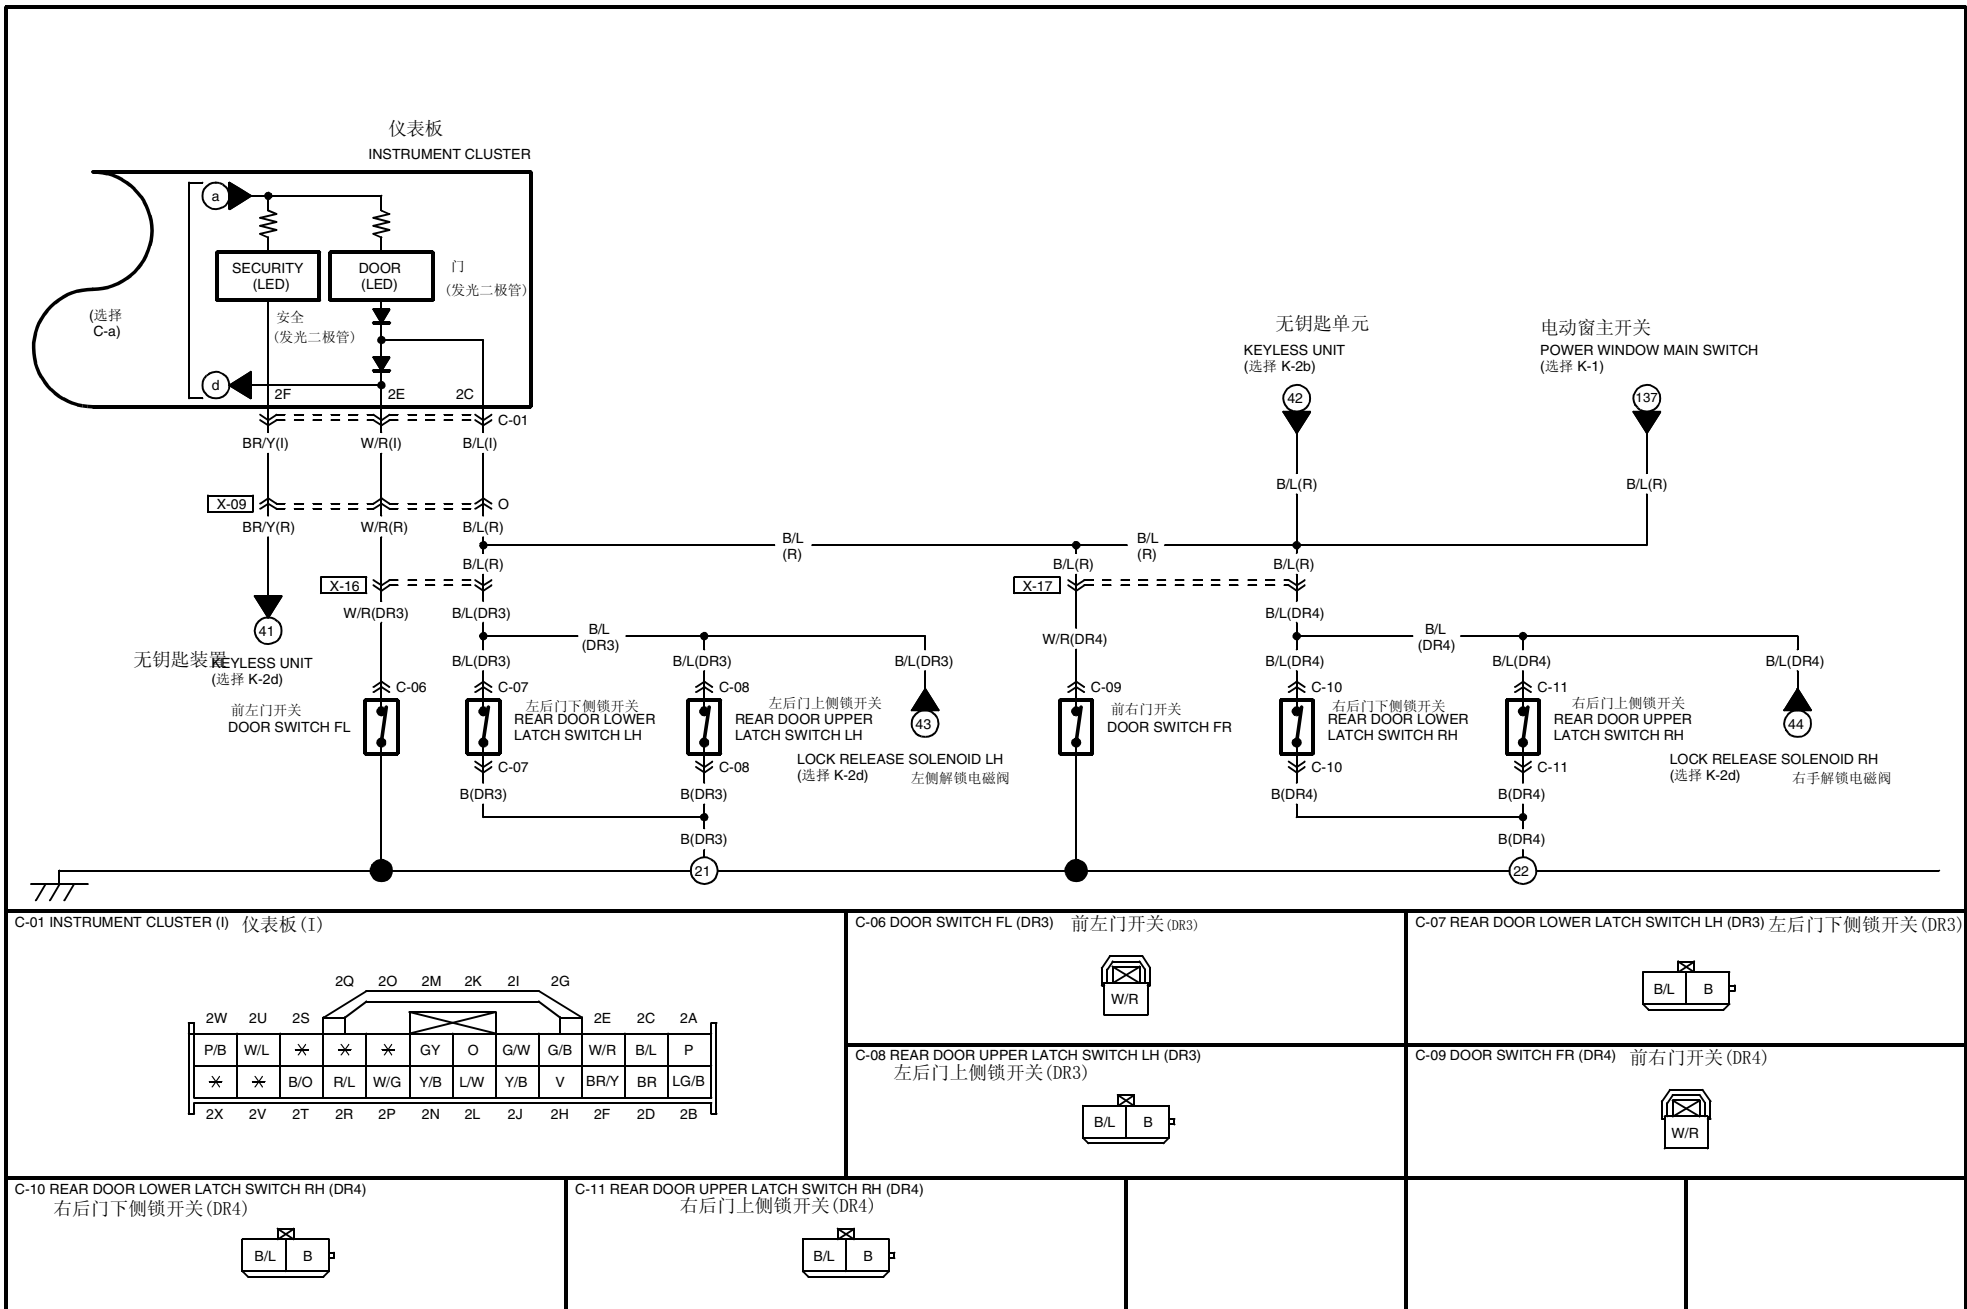 仪表板
INSTRUMENT CLUSTER
a
SECURITY
(LED)
DOOR
(LED)
门
(发光二极管)
安全
(发光二极管)
(选择
C-a)
d
2F
2E
2C
C-01
BR/Y(I)
W/R(I)
B/L(I)
X-09
O
BR/Y(R)
W/R(R)
B/L(R)
无钥匙单元
KEYLESS UNIT
(选择 K-2b)
42
B/L(R)
电动窗主开关
POWER WINDOW MAIN SWITCH
(选择 K-1)
137
B/L(R)
B/L
(R)
B/L
(R)
B/L(R)
B/L(R)
B/L(R)
X-16
X-17
W/R(DR3)
B/L(DR3)
B/L(DR4)
41
无钥匙装置
KEYLESS UNIT
(选择 K-2d)
B/L
(DR3)
W/R(DR4)
B/L
(DR4)
B/L(DR3)
B/L(DR3)
B/L(DR3)
B/L(DR4)
B/L(DR4)
B/L(DR4)
C-06
C-07
C-08
C-09
C-10
C-11
前左门开关
DOOR SWITCH FL
左后门下侧锁开关
REAR DOOR LOWER
LATCH SWITCH LH
左后门上侧锁开关
REAR DOOR UPPER
LATCH SWITCH LH
43
LOCK RELEASE SOLENOID LH
(选择 K-2d)
左侧解锁电磁阀
前右门开关
DOOR SWITCH FR
右后门下侧锁开关
REAR DOOR LOWER
LATCH SWITCH RH
右后门上侧锁开关
REAR DOOR UPPER
LATCH SWITCH RH
44
LOCK RELEASE SOLENOID RH
(选择 K-2d)
右手解锁电磁阀
C-07
C-08
C-10
C-11
B(DR3)
B(DR3)
B(DR4)
B(DR4)
B(DR3)
B(DR4)
21
22
C-01 INSTRUMENT CLUSTER (I) 仪表板(I)
2Q 2O 2M 2K 2I 2G
2W 2U 2S 2E 2C 2A
P/B W/L GY O G/W G/B W/R B/L P
B/O R/L W/G Y/B L/W Y/B V BR/Y BR LG/B
2X 2V 2T 2R 2P 2N 2L 2J 2H 2F 2D 2B
C-06 DOOR SWITCH FL (DR3) 前左门开关(DR3)
W/R
C-07 REAR DOOR LOWER LATCH SWITCH LH (DR3) 左后门下侧锁开关(DR3)
B/L B
C-08 REAR DOOR UPPER LATCH SWITCH LH (DR3)
左后门上侧锁开关(DR3)
B/L B
C-09 DOOR SWITCH FR (DR4) 前右门开关(DR4)
W/R
C-10 REAR DOOR LOWER LATCH SWITCH RH (DR4)
右后门下侧锁开关(DR4)
B/L B
C-11 REAR DOOR UPPER LATCH SWITCH RH (DR4)
右后门上侧锁开关(DR4)
B/L B